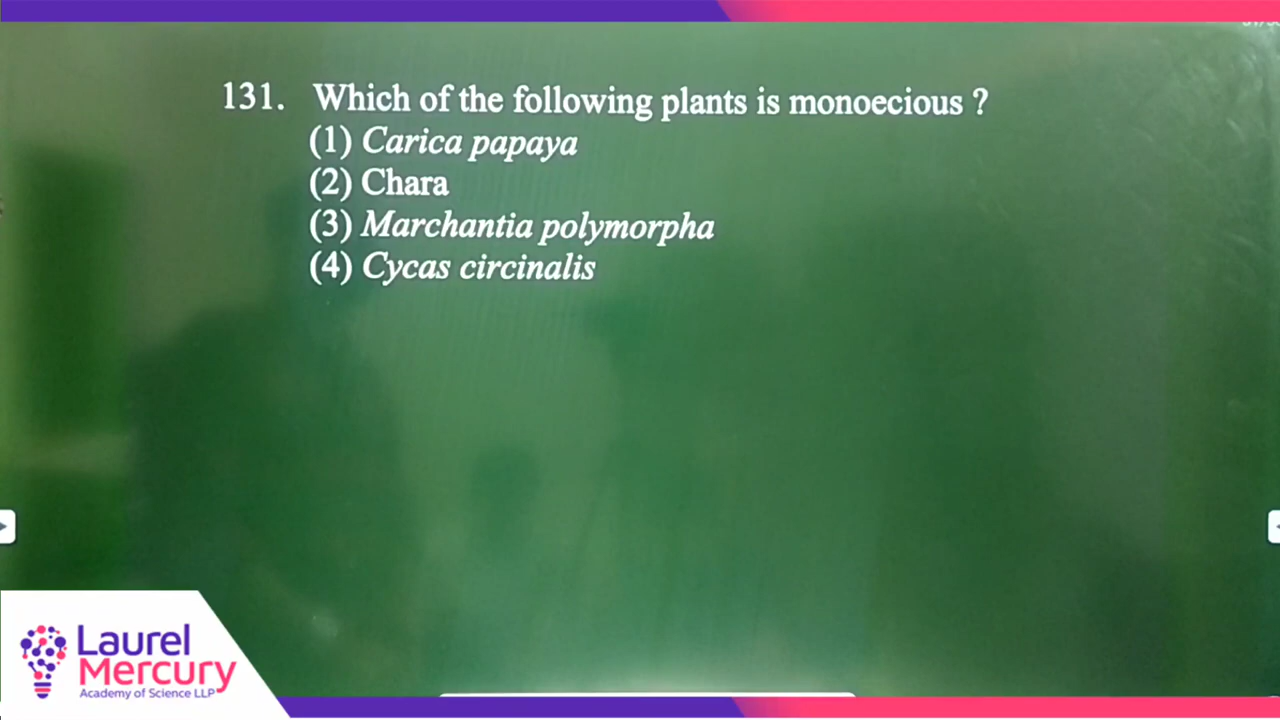 131. Which of the following plants is monoecious ?
(1) Carica papaya
(2) Chara
(3) Marchantia polymorpha
(4) Cycas circinalis
Laurel
Mercury
Academy of Science LLP